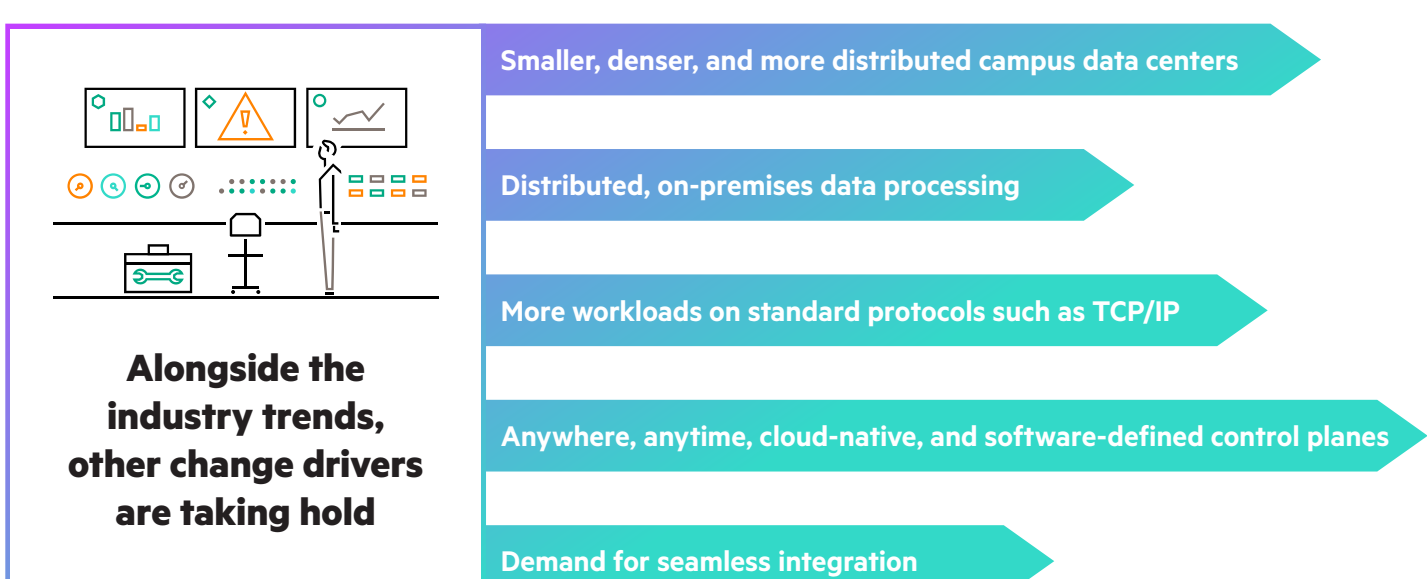 Alongside the
industry trends,
other change drivers
are taking hold
Smaller, denser, and more distributed campus data centers
Distributed, on-premises data processing
More workloads on standard protocols such as TCP/IP
Anywhere, anytime, cloud-native, and software-defined control planes
Demand for seamless integration